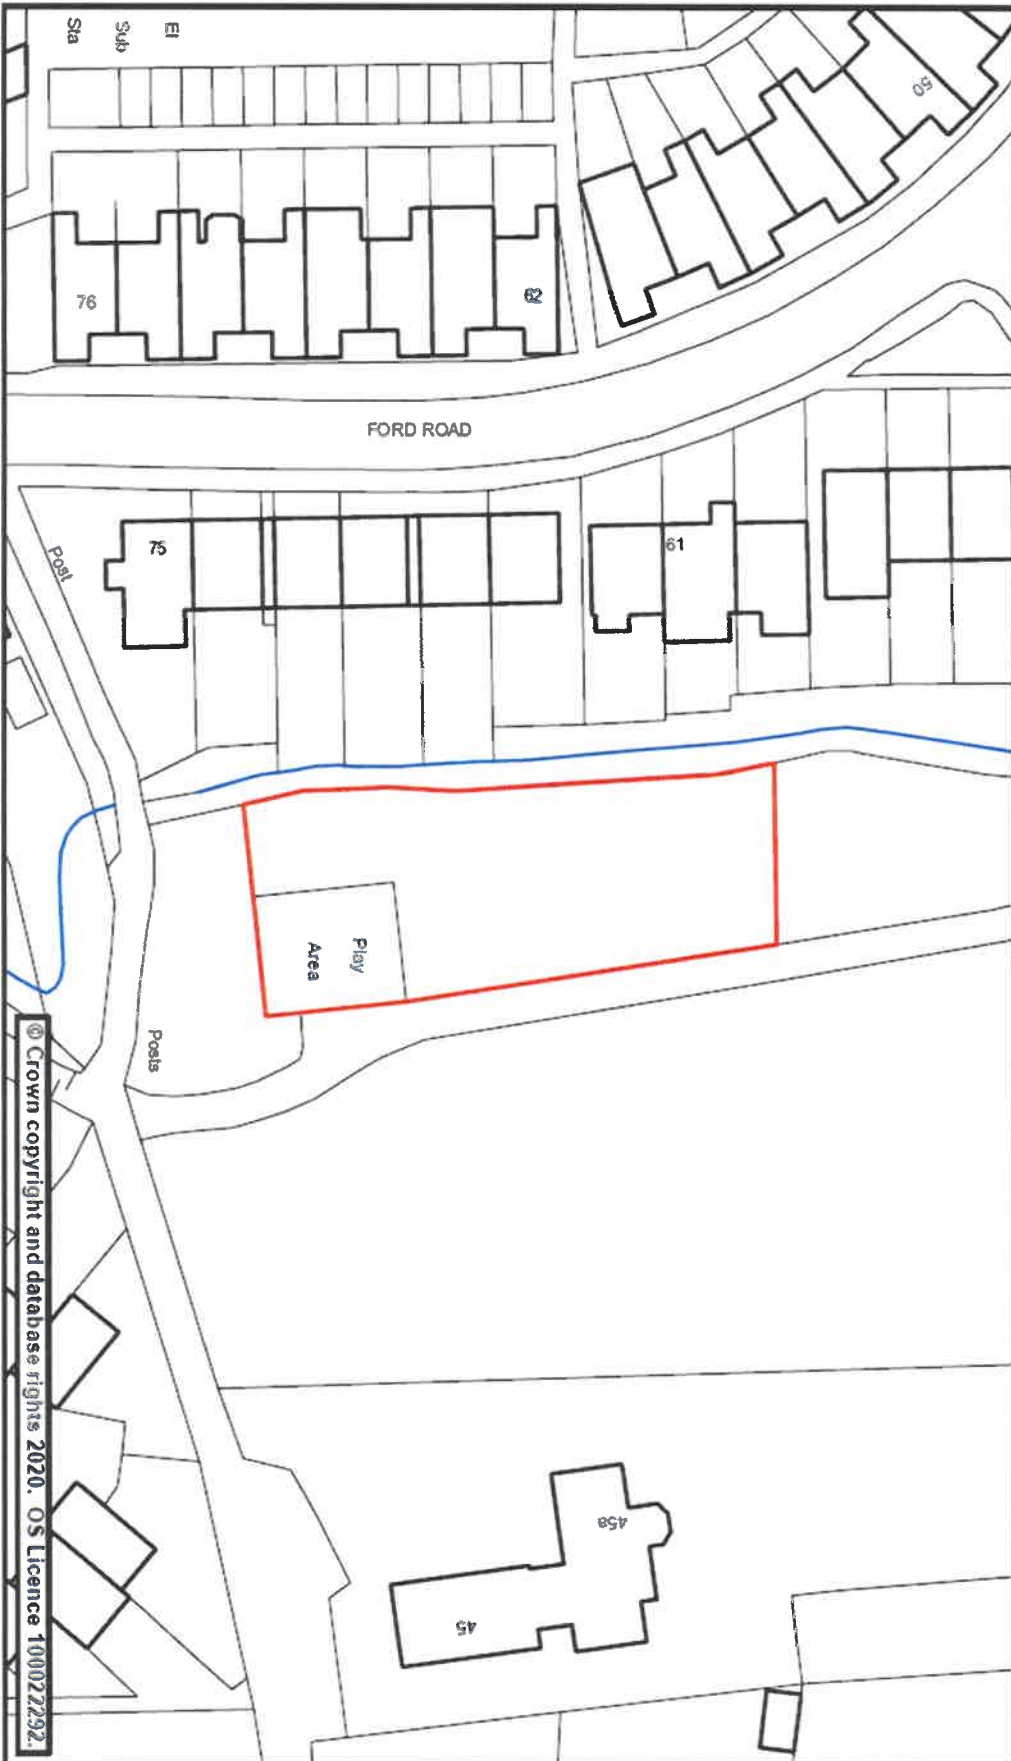 El
Sub
Sta
50
76
62
FORD ROAD
75
61
Post
Play
Area
Posts
45a
45
© Crown copyright and database rights 2020. OS Licence 100022292.